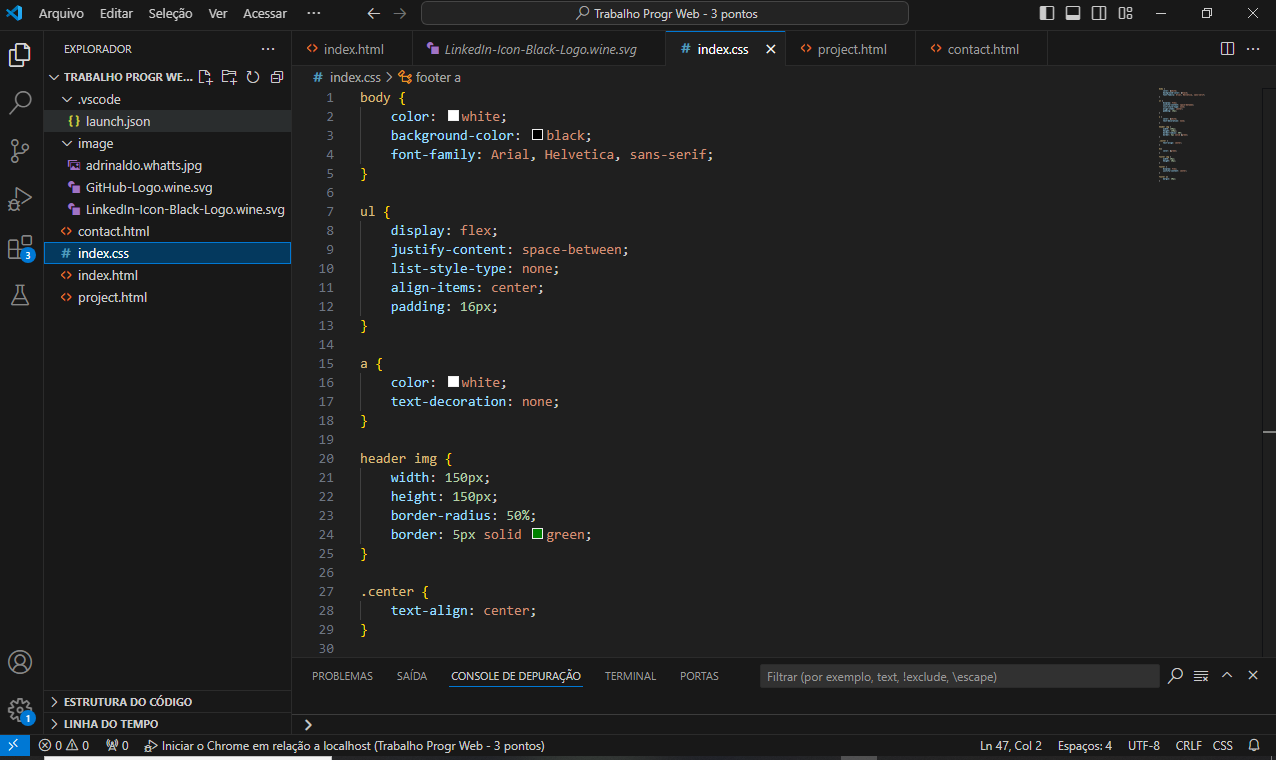 Arquivo Editar Seleção Ver Acessar ··· Trabalho Progr Web - 3 pontos
EXPLORADOR ···
index.html LinkedIn-Icon-Black-Logo.wine.svg # index.css project.html contact.html ···
TRABALHO PROGR WE...
# index.css > footer a
.vscode
{} launch.json
image
adrinaldo.whatts.jpg
GitHub-Logo.wine.svg
LinkedIn-Icon-Black-Logo.wine.svg
<> contact.html
# index.css
<> index.html
<> project.html
1 body {
2 color: white;
3 background-color: black;
4 font-family: Arial, Helvetica, sans-serif;
5 }
6
7 ul {
8 display: flex;
9 justify-content: space-between;
10 list-style-type: none;
11 align-items: center;
12 padding: 16px;
13 }
14
15 a {
16 color: white;
17 text-decoration: none;
18 }
19
20 header img {
21 width: 150px;
22 height: 150px;
23 border-radius: 50%;
24 border: 5px solid green;
25 }
26
27 .center {
28 text-align: center;
29 }
30
3
1
PROBLEMAS SAÍDA CONSOLE DE DEPURAÇÃO TERMINAL PORTAS Filtrar (por exemplo, text, !exclude, \escape)
ESTRUTURA DO CÓDIGO
LINHA DO TEMPO
0 0 0 Iniciar o Chrome em relação a localhost (Trabalho Progr Web - 3 pontos) Ln 47, Col 2 Espaços: 4 UTF-8 CRLF CSS